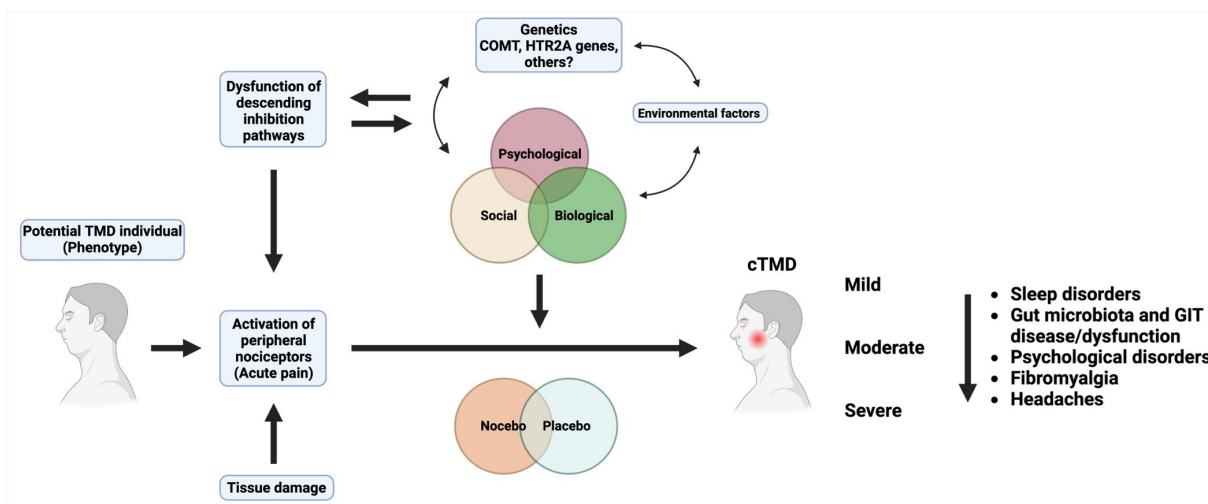 Genetics
COMT, HTR2A genes,
others?
Dysfunction of
descending
inhibition
pathways
Environmental factors
Psychological
Social
Biological
Potential TMD individual
(Phenotype)
cTMD
Mild
Moderate
Severe
• Sleep disorders
• Gut microbiota and GIT
disease/dysfunction
• Psychological disorders
• Fibromyalgia
• Headaches
Activation of
peripheral
nociceptors
(Acute pain)
Nocebo
Placebo
Tissue damage